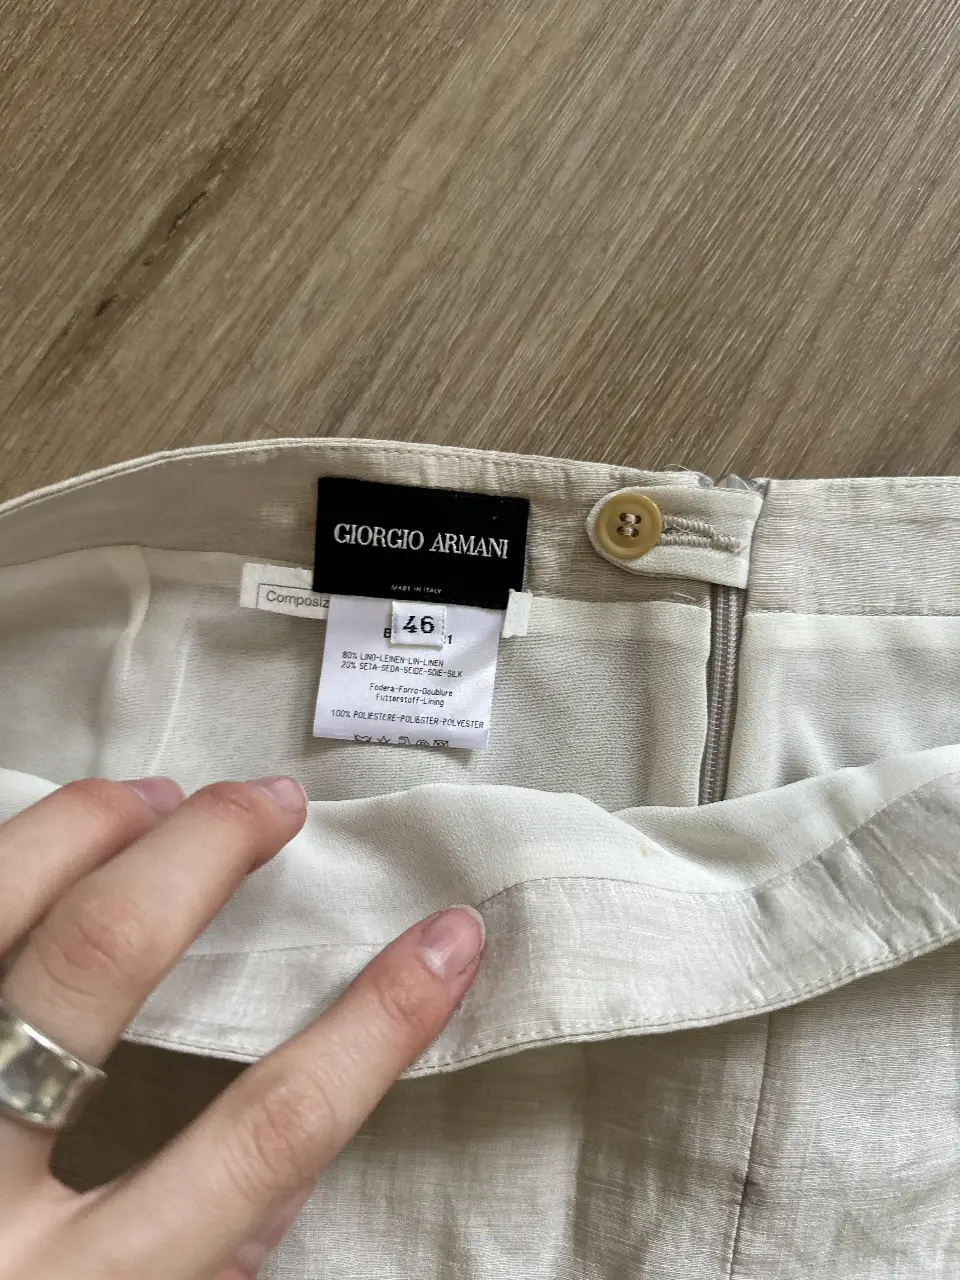 GIORGIO ARMANI
MADE IN ITALY
Composiz
46
80% LINO-LEINEN-LIN-LINEN
20% SETA-SEDA-SEIDE-SOIE-SILK
Fodera-Forro-Doublure
Futterstoff-Lining
100% POLIESTERE-POLIESTER-POLYESTER